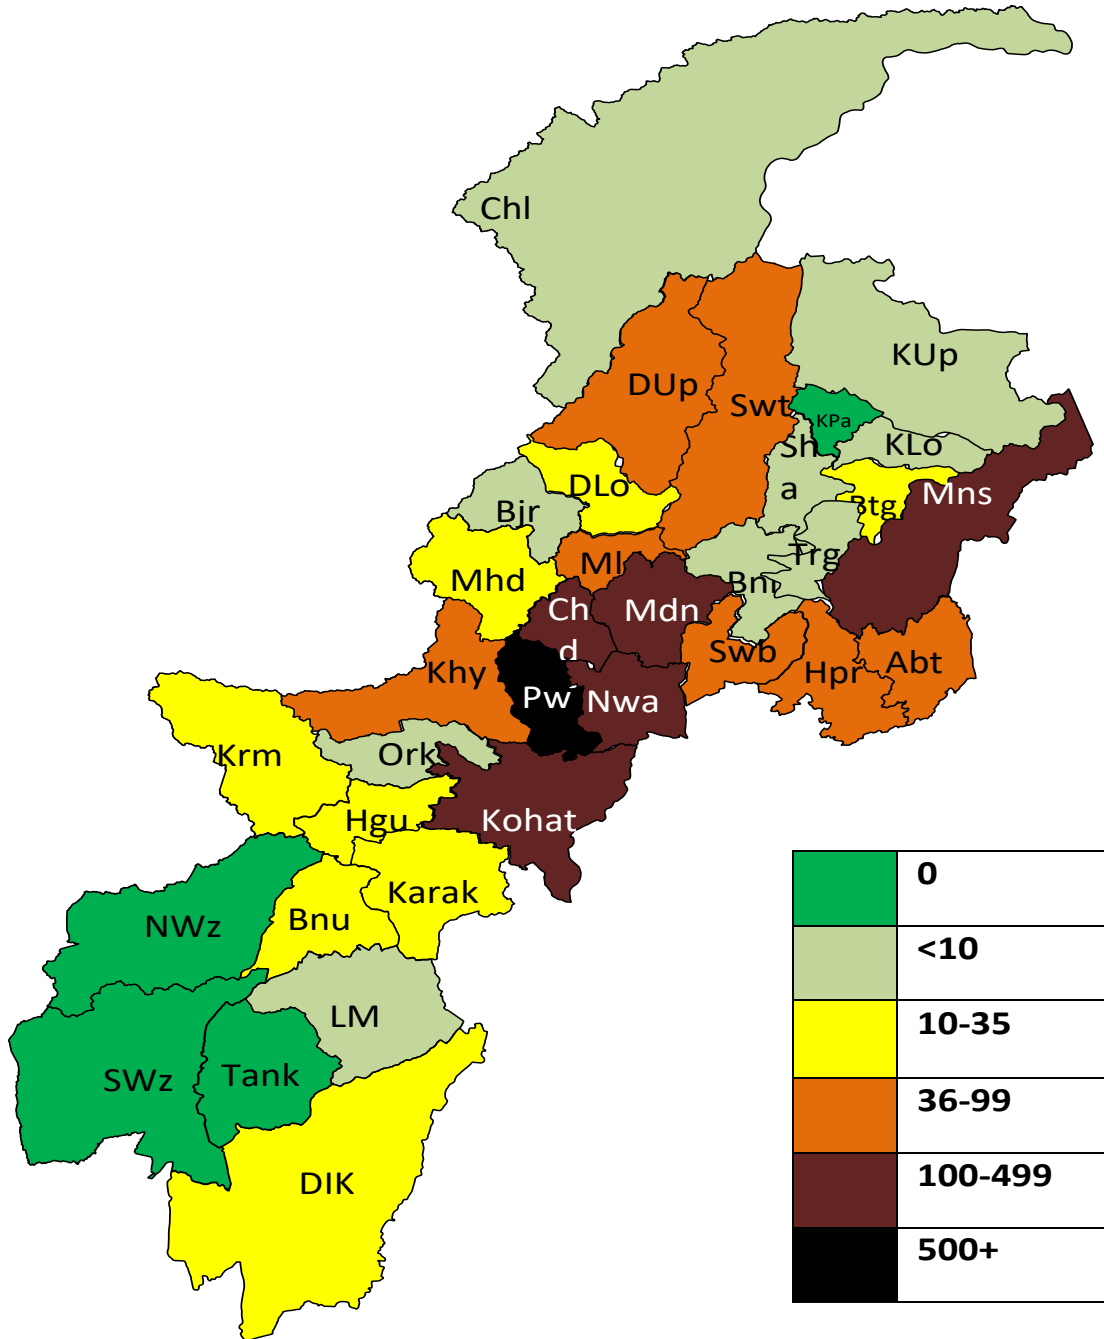 Chl
KUp
DUp
Swt
KPa
KLo
Sh
a
DLo
Btg
Mns
Bjr
Ml
Trg
Mhd
Bni
Ch
d
Mdn
Swb
Hpr
Abt
Khy
Pw
Nwa
Krm
Ork
Hgu
Kohat
Karak
Bnu
NWz
LM
SWz
Tank
DIK
0
<10
10-35
36-99
100-499
500+